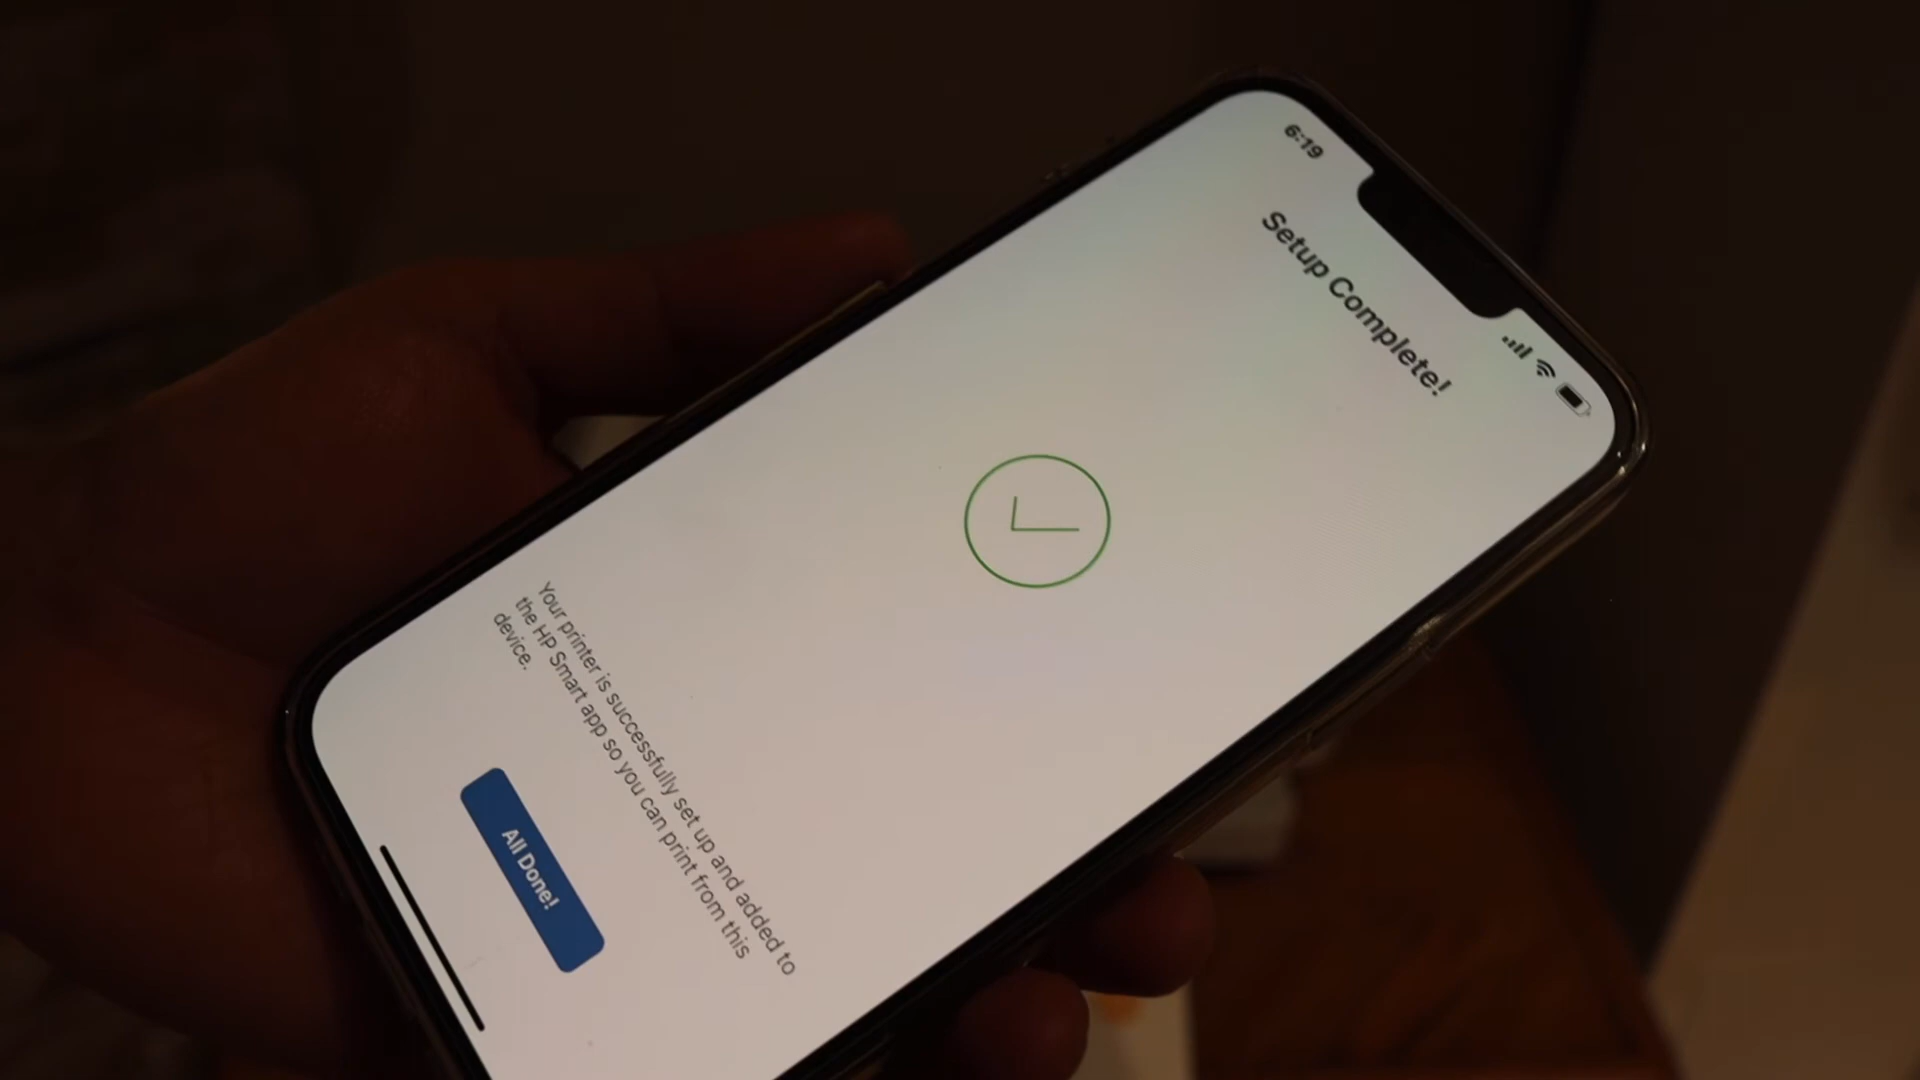 6:19
Setup Complete!
Your printer is successfully set up and added to
the HP Smart app so you can print from this
device.
All Done!